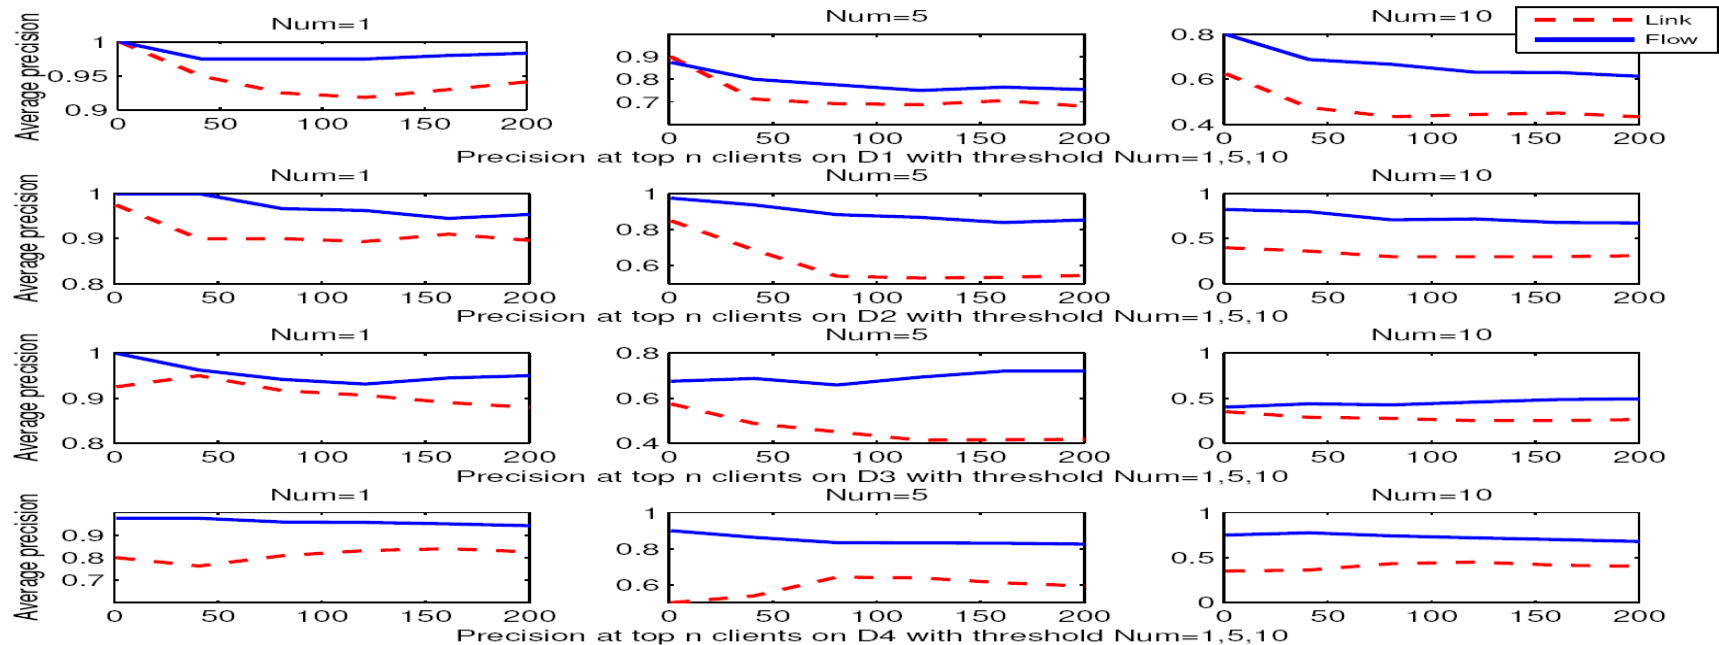 Num=1 Num=5 Num=10
Link
Flow
Average precision
1
0.95
0.9
0 50 100 150 200
0.9
0.8
0.7
0 50 100 150 200
0.8
0.6
0.4
0 50 100 150 200
Precision at top n clients on D1 with threshold Num=1,5,10
Num=1 Num=5 Num=10
Average precision
1
0.9
0.8
0 50 100 150 200
1
0.8
0.6
0 50 100 150 200
1
0.5
0
0 50 100 150 200
Precision at top n clients on D2 with threshold Num=1,5,10
Num=1 Num=5 Num=10
Average precision
1
0.9
0.8
0 50 100 150 200
0.8
0.6
0.4
0 50 100 150 200
1
0.5
0
0 50 100 150 200
Precision at top n clients on D3 with threshold Num=1,5,10
Num=1 Num=5 Num=10
Average precision
0.9
0.8
0.7
0 50 100 150 200
1
0.8
0.6
0 50 100 150 200
1
0.5
0
0 50 100 150 200
Precision at top n clients on D4 with threshold Num=1,5,10